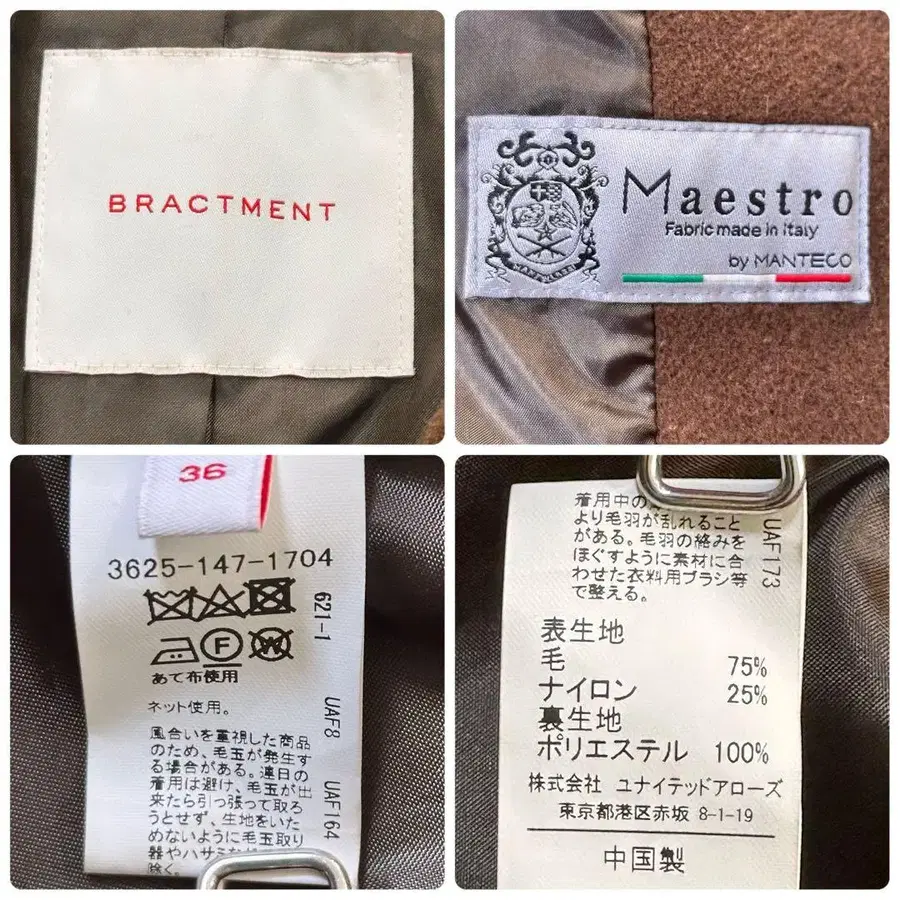 BRACTMENT
Maestro
Fabric made in Italy
by MANTECO
36
3625-147-1704
621-1
F
W
あて布使用
ネット使用。
UAF8
UAF164
風合いを重視した商品
のため、毛玉が発生す
る場合がある。連日の
着用は避け、毛玉が出
来たら引っ張って取ろ
うとせず、生地をいた
めないように毛玉取り
器やハサミな
除く。
着用中の
より毛羽が乱れること
がある。毛羽の絡みを
ほぐすように素材に合
わせた衣料用ブラシ等
で整える。
UAF173
表生地
毛 75%
ナイロン 25%
裏生地
ポリエステル 100%
株式会社 ユナイテッドアローズ
東京都港区赤坂 8-1-19
中国製